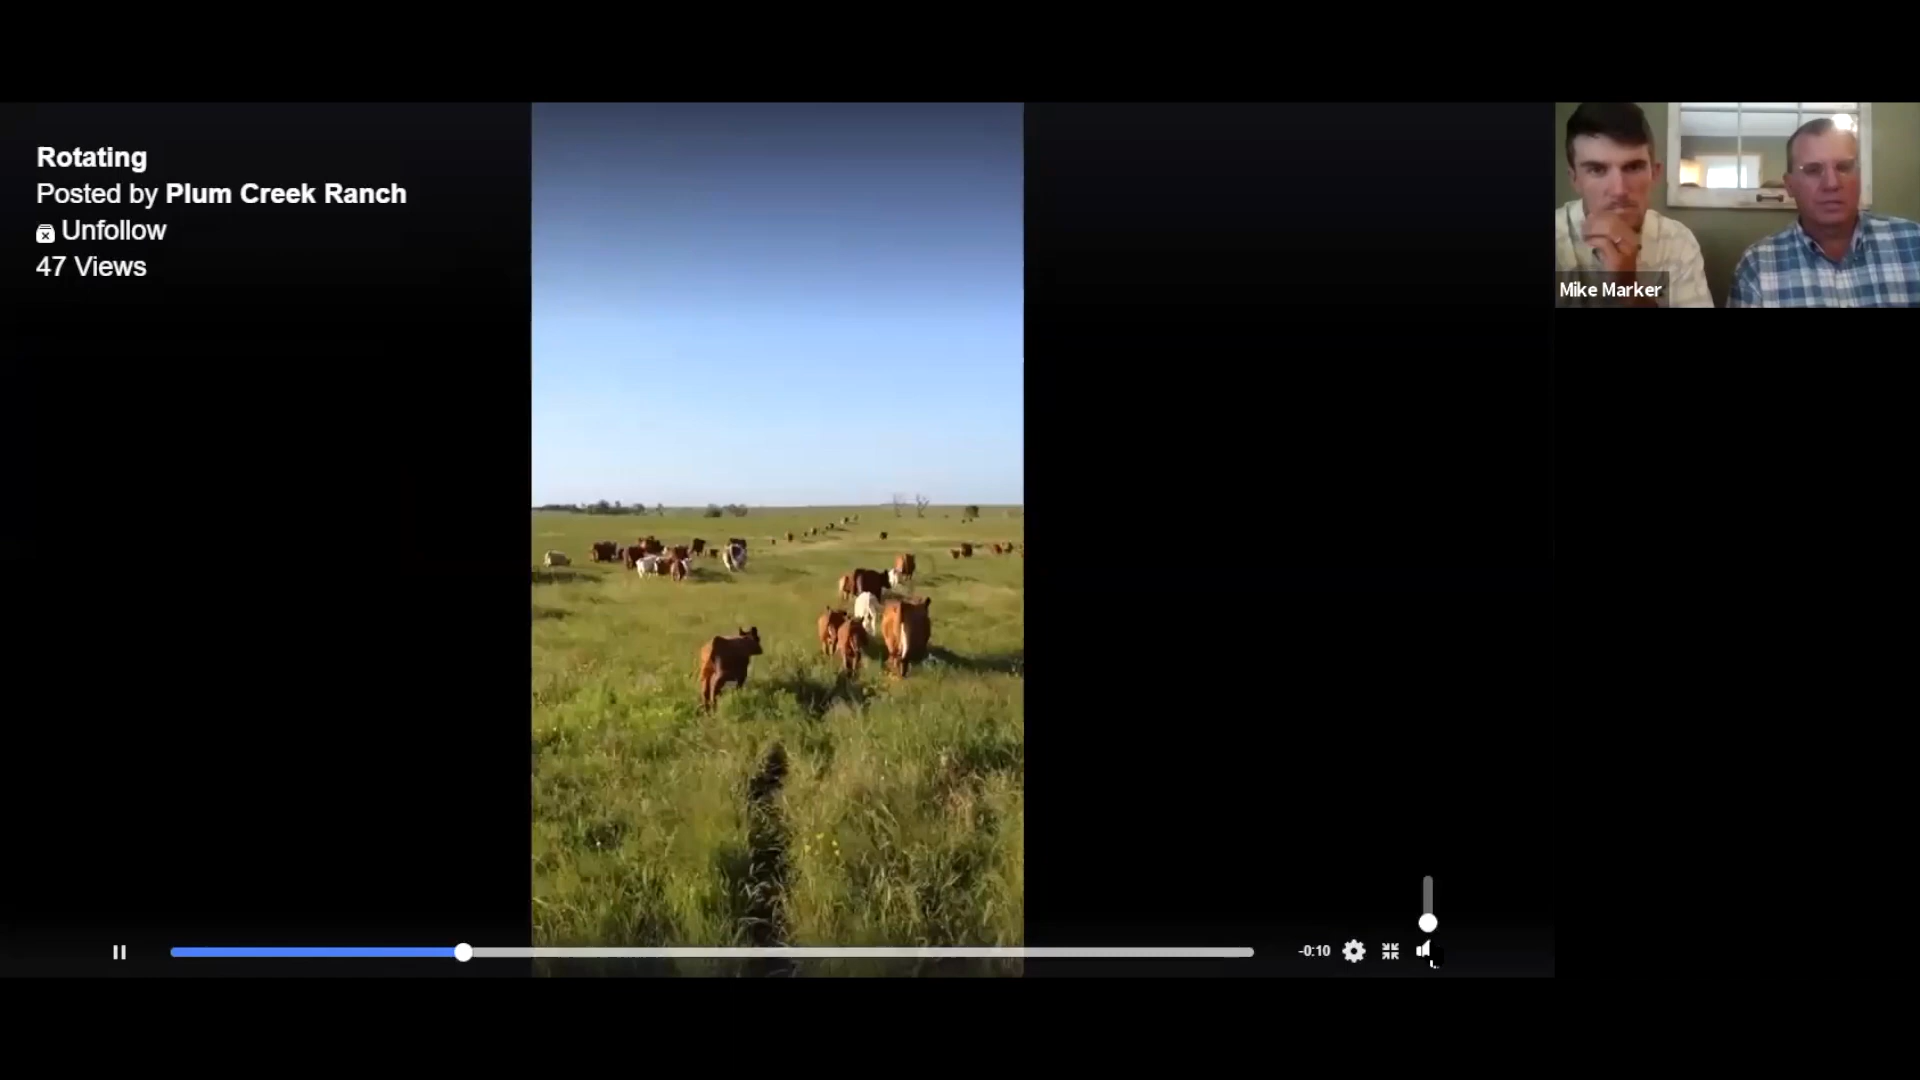 Rotating
Posted by Plum Creek Ranch
Unfollow
47 Views
Mike Marker
-0:10